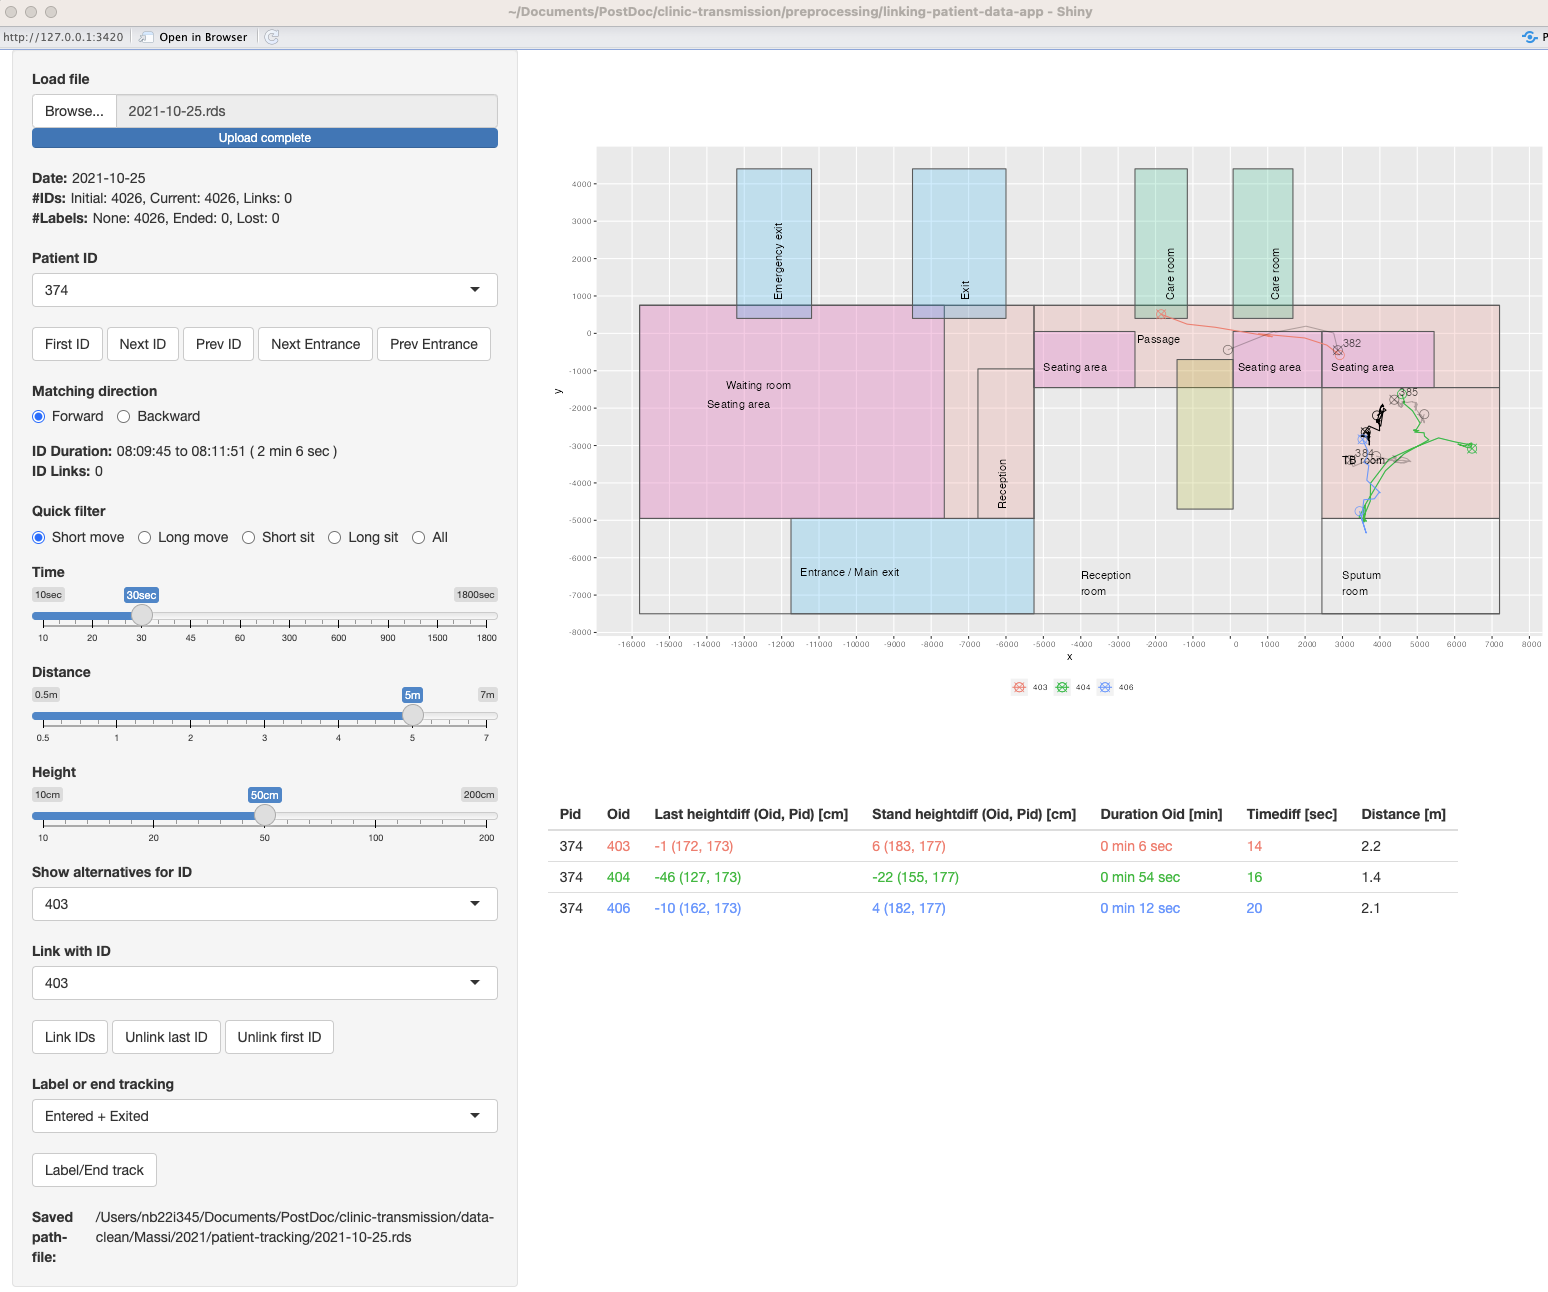 ~/Documents/PostDoc/clinic-transmission/preprocessing/linking-patient-data-app - Shiny
http://127.0.0.1:3420 Open in Browser P
Load file
Browse... 2021-10-25.rds
Upload complete
Date: 2021-10-25
#IDs: Initial: 4026, Current: 4026, Links: 0
#Labels: None: 4026, Ended: 0, Lost: 0
Patient ID
374
First ID Next ID Prev ID Next Entrance Prev Entrance
Matching direction
Forward Backward
ID Duration: 08:09:45 to 08:11:51 ( 2 min 6 sec )
ID Links: 0
Quick filter
Short move Long move Short sit Long sit All
Time
10sec 30sec 1800sec
10 20 30 45 60 300 600 900 1500 1800
Distance
0.5m 5m 7m
0.5 1 2 3 4 5 7
Height
10cm 50cm 200cm
10 20 50 100 200
Show alternatives for ID
403
Link with ID
403
Link IDs Unlink last ID Unlink first ID
Label or end tracking
Entered + Exited
Label/End track
Saved path-file: /Users/nb22i345/Documents/PostDoc/clinic-transmission/data-
clean/Massi/2021/patient-tracking/2021-10-25.rds
4000
3000
2000
1000
0
-1000
-2000
-3000
-4000
-5000
-6000
-7000
-8000
y
Emergency exit
Exit
Care room
Care room
Passage
382
Seating area
Seating area
Seating area
Waiting room
Seating area
385
384
TB room
Reception
Entrance / Main exit
Reception
room
Sputum
room
-16000 -15000 -14000 -13000 -12000 -11000 -10000 -9000 -8000 -7000 -6000 -5000 -4000 -3000 -2000 -1000 0 1000 2000 3000 4000 5000 6000 7000 8000
x
403 404 406
Pid Oid Last heightdiff (Oid, Pid) [cm] Stand heightdiff (Oid, Pid) [cm] Duration Oid [min] Timediff [sec] Distance [m]
374 403 -1 (172, 173) 6 (183, 177) 0 min 6 sec 14 2.2
374 404 -46 (127, 173) -22 (155, 177) 0 min 54 sec 16 1.4
374 406 -10 (162, 173) 4 (182, 177) 0 min 12 sec 20 2.1